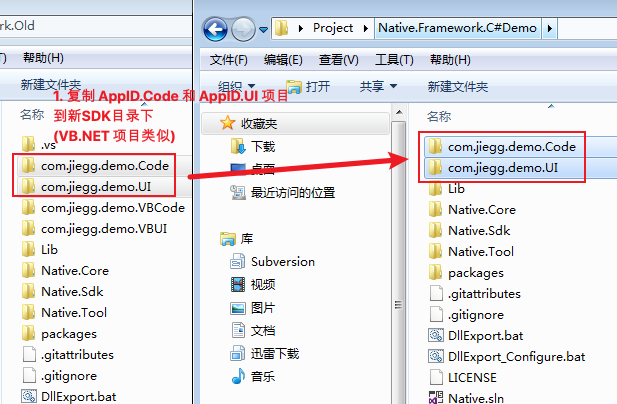 rk.Old
T) 帮助(H)
新建文件夹
名称
.vs
com.jiegg.demo.Code
com.jiegg.demo.UI
com.jiegg.demo.VBCode
com.jiegg.demo.VBUI
Lib
Native.Core
Native.Sdk
Native.Tool
packages
.gitattributes
.gitignore
DllExport.bat
1. 复制 AppID.Code 和 AppID.UI 项目
到新SDK目录下
(VB.NET 项目类似)
Project Native.Framework.C#Demo
文件(F) 编辑(E) 查看(V) 工具(T) 帮助(H)
组织 打开 共享 新建文件夹
收藏夹
下载
桌面
最近访问的位置
库
Subversion
视频
图片
文档
迅雷下载
音乐
名称
com.jiegg.demo.Code
com.jiegg.demo.UI
Lib
Native.Core
Native.Sdk
Native.Tool
packages
.gitattributes
.gitignore
DllExport.bat
DllExport_Configure.bat
LICENSE
Native.sln